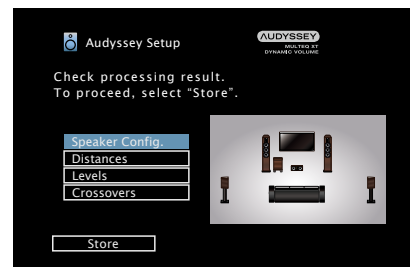 Audyssey Setup
AUDYSSEY
MULTEQ XT
DYNAMIC VOLUME
Check processing result.
To proceed, select “Store”.
Speaker Config.
Distances
Levels
Crossovers
Store